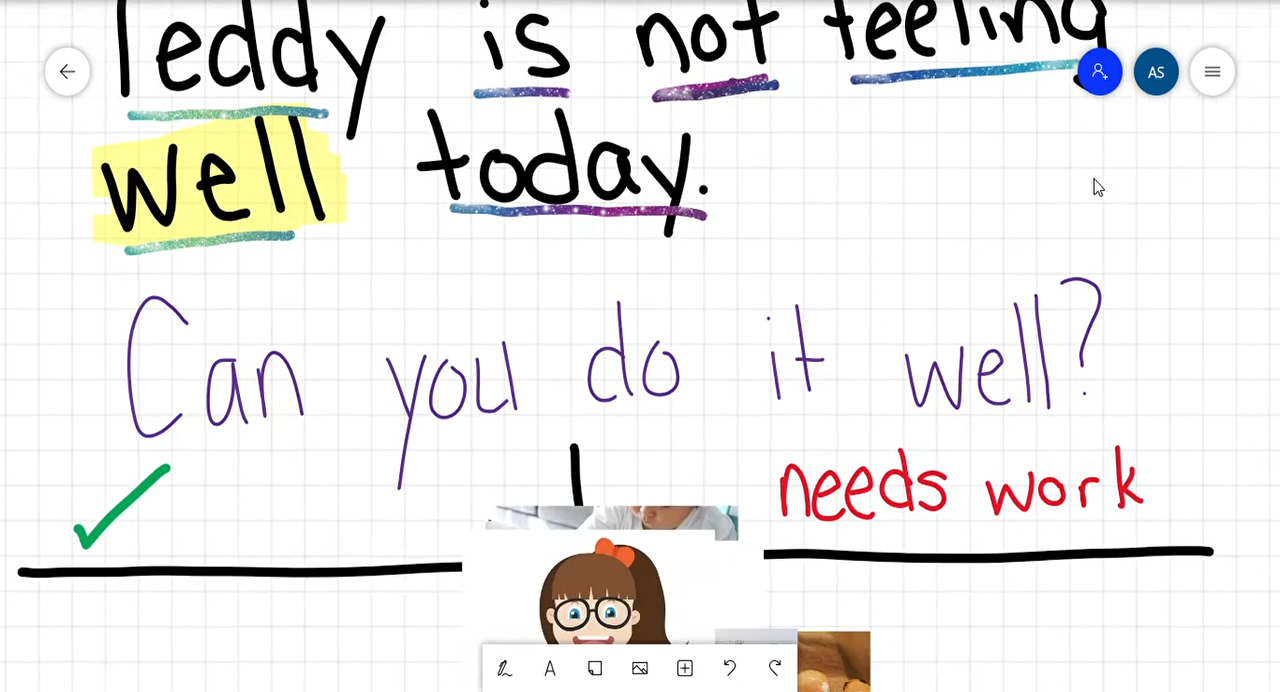 Teddy is not feeling
AS
well today.
Can you do it well?
needs work
A